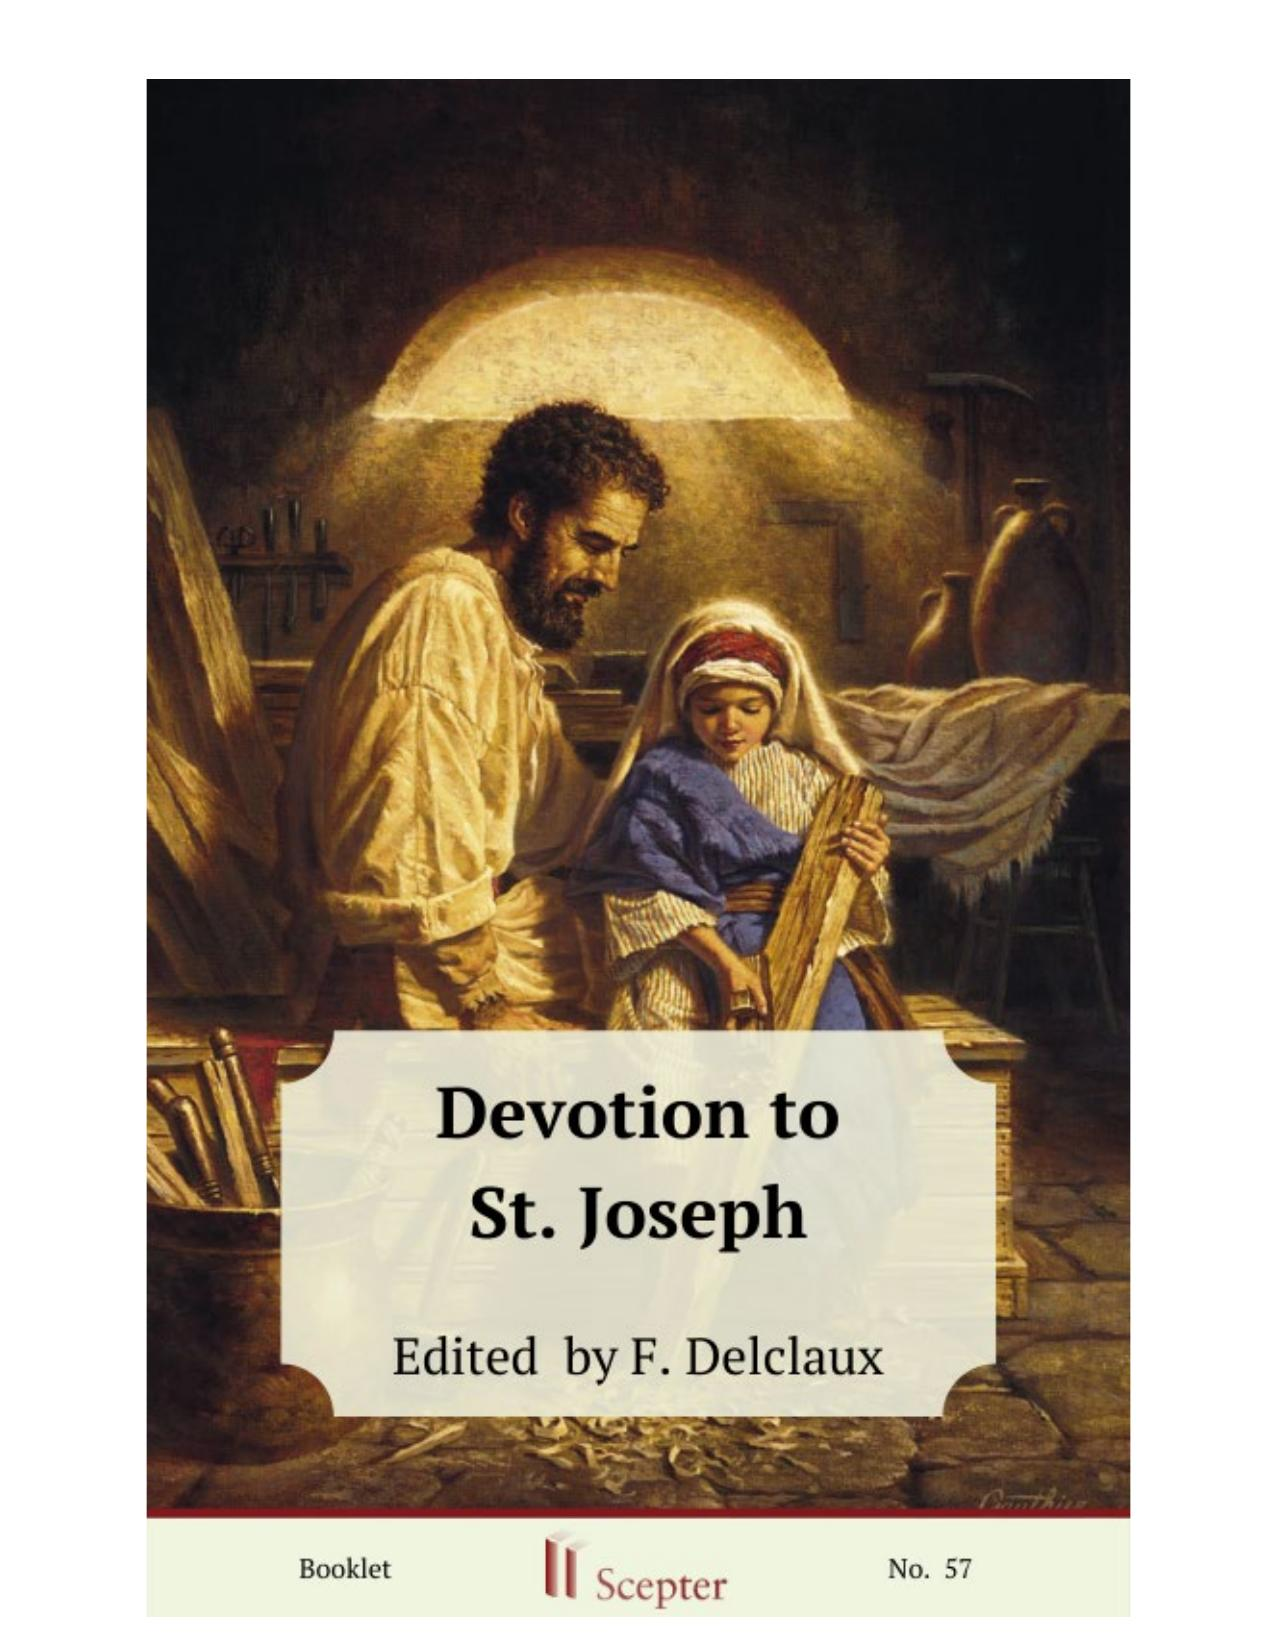 Devotion to
St. Joseph
Edited by F. Delclaux
Booklet
Scepter
No. 57